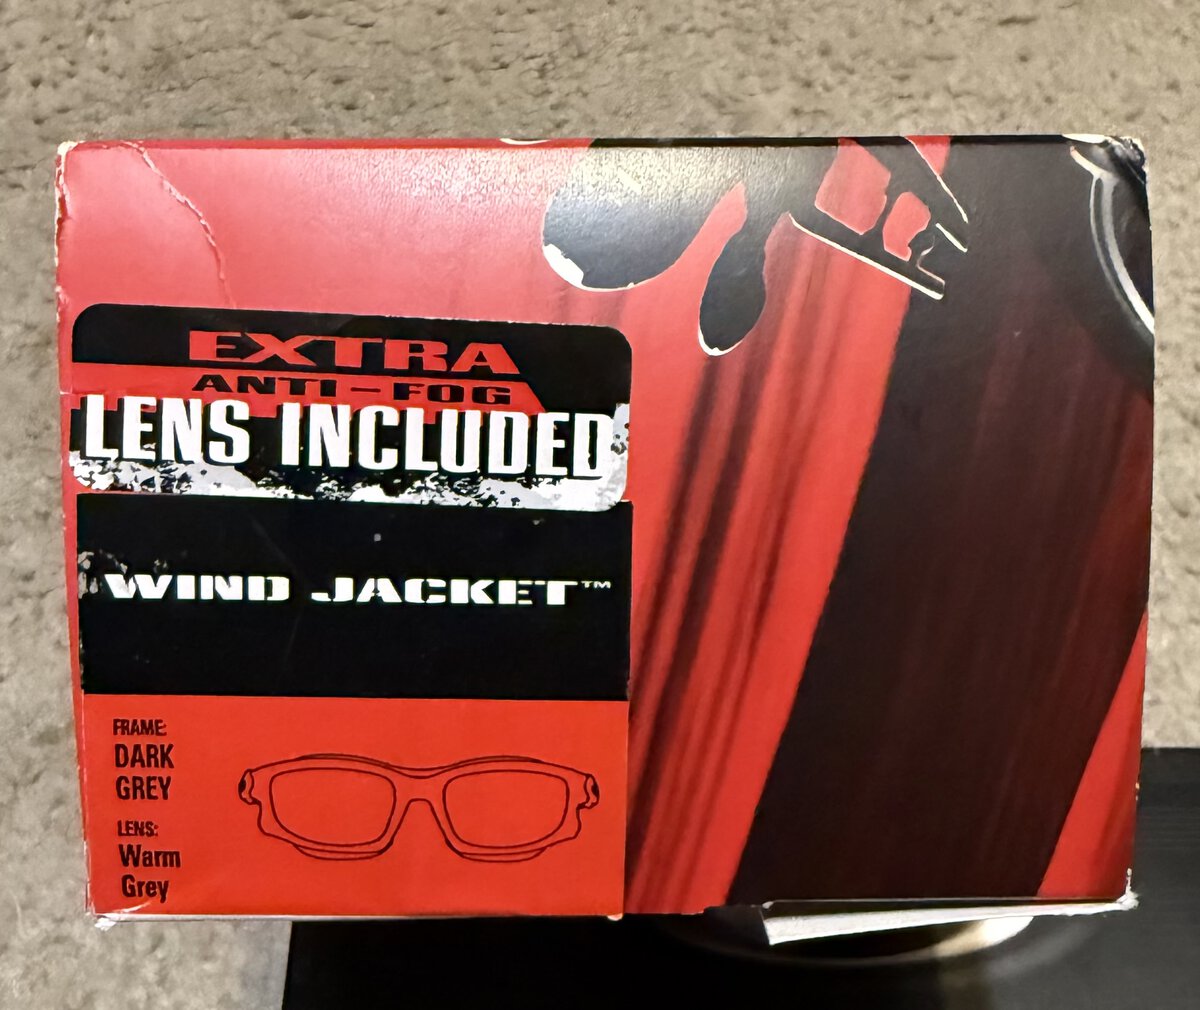 EXTRA
ANTI-FOG
LENS INCLUDED
WIND JACKET™
FRAME:
DARK
GREY
LENS:
Warm
Grey